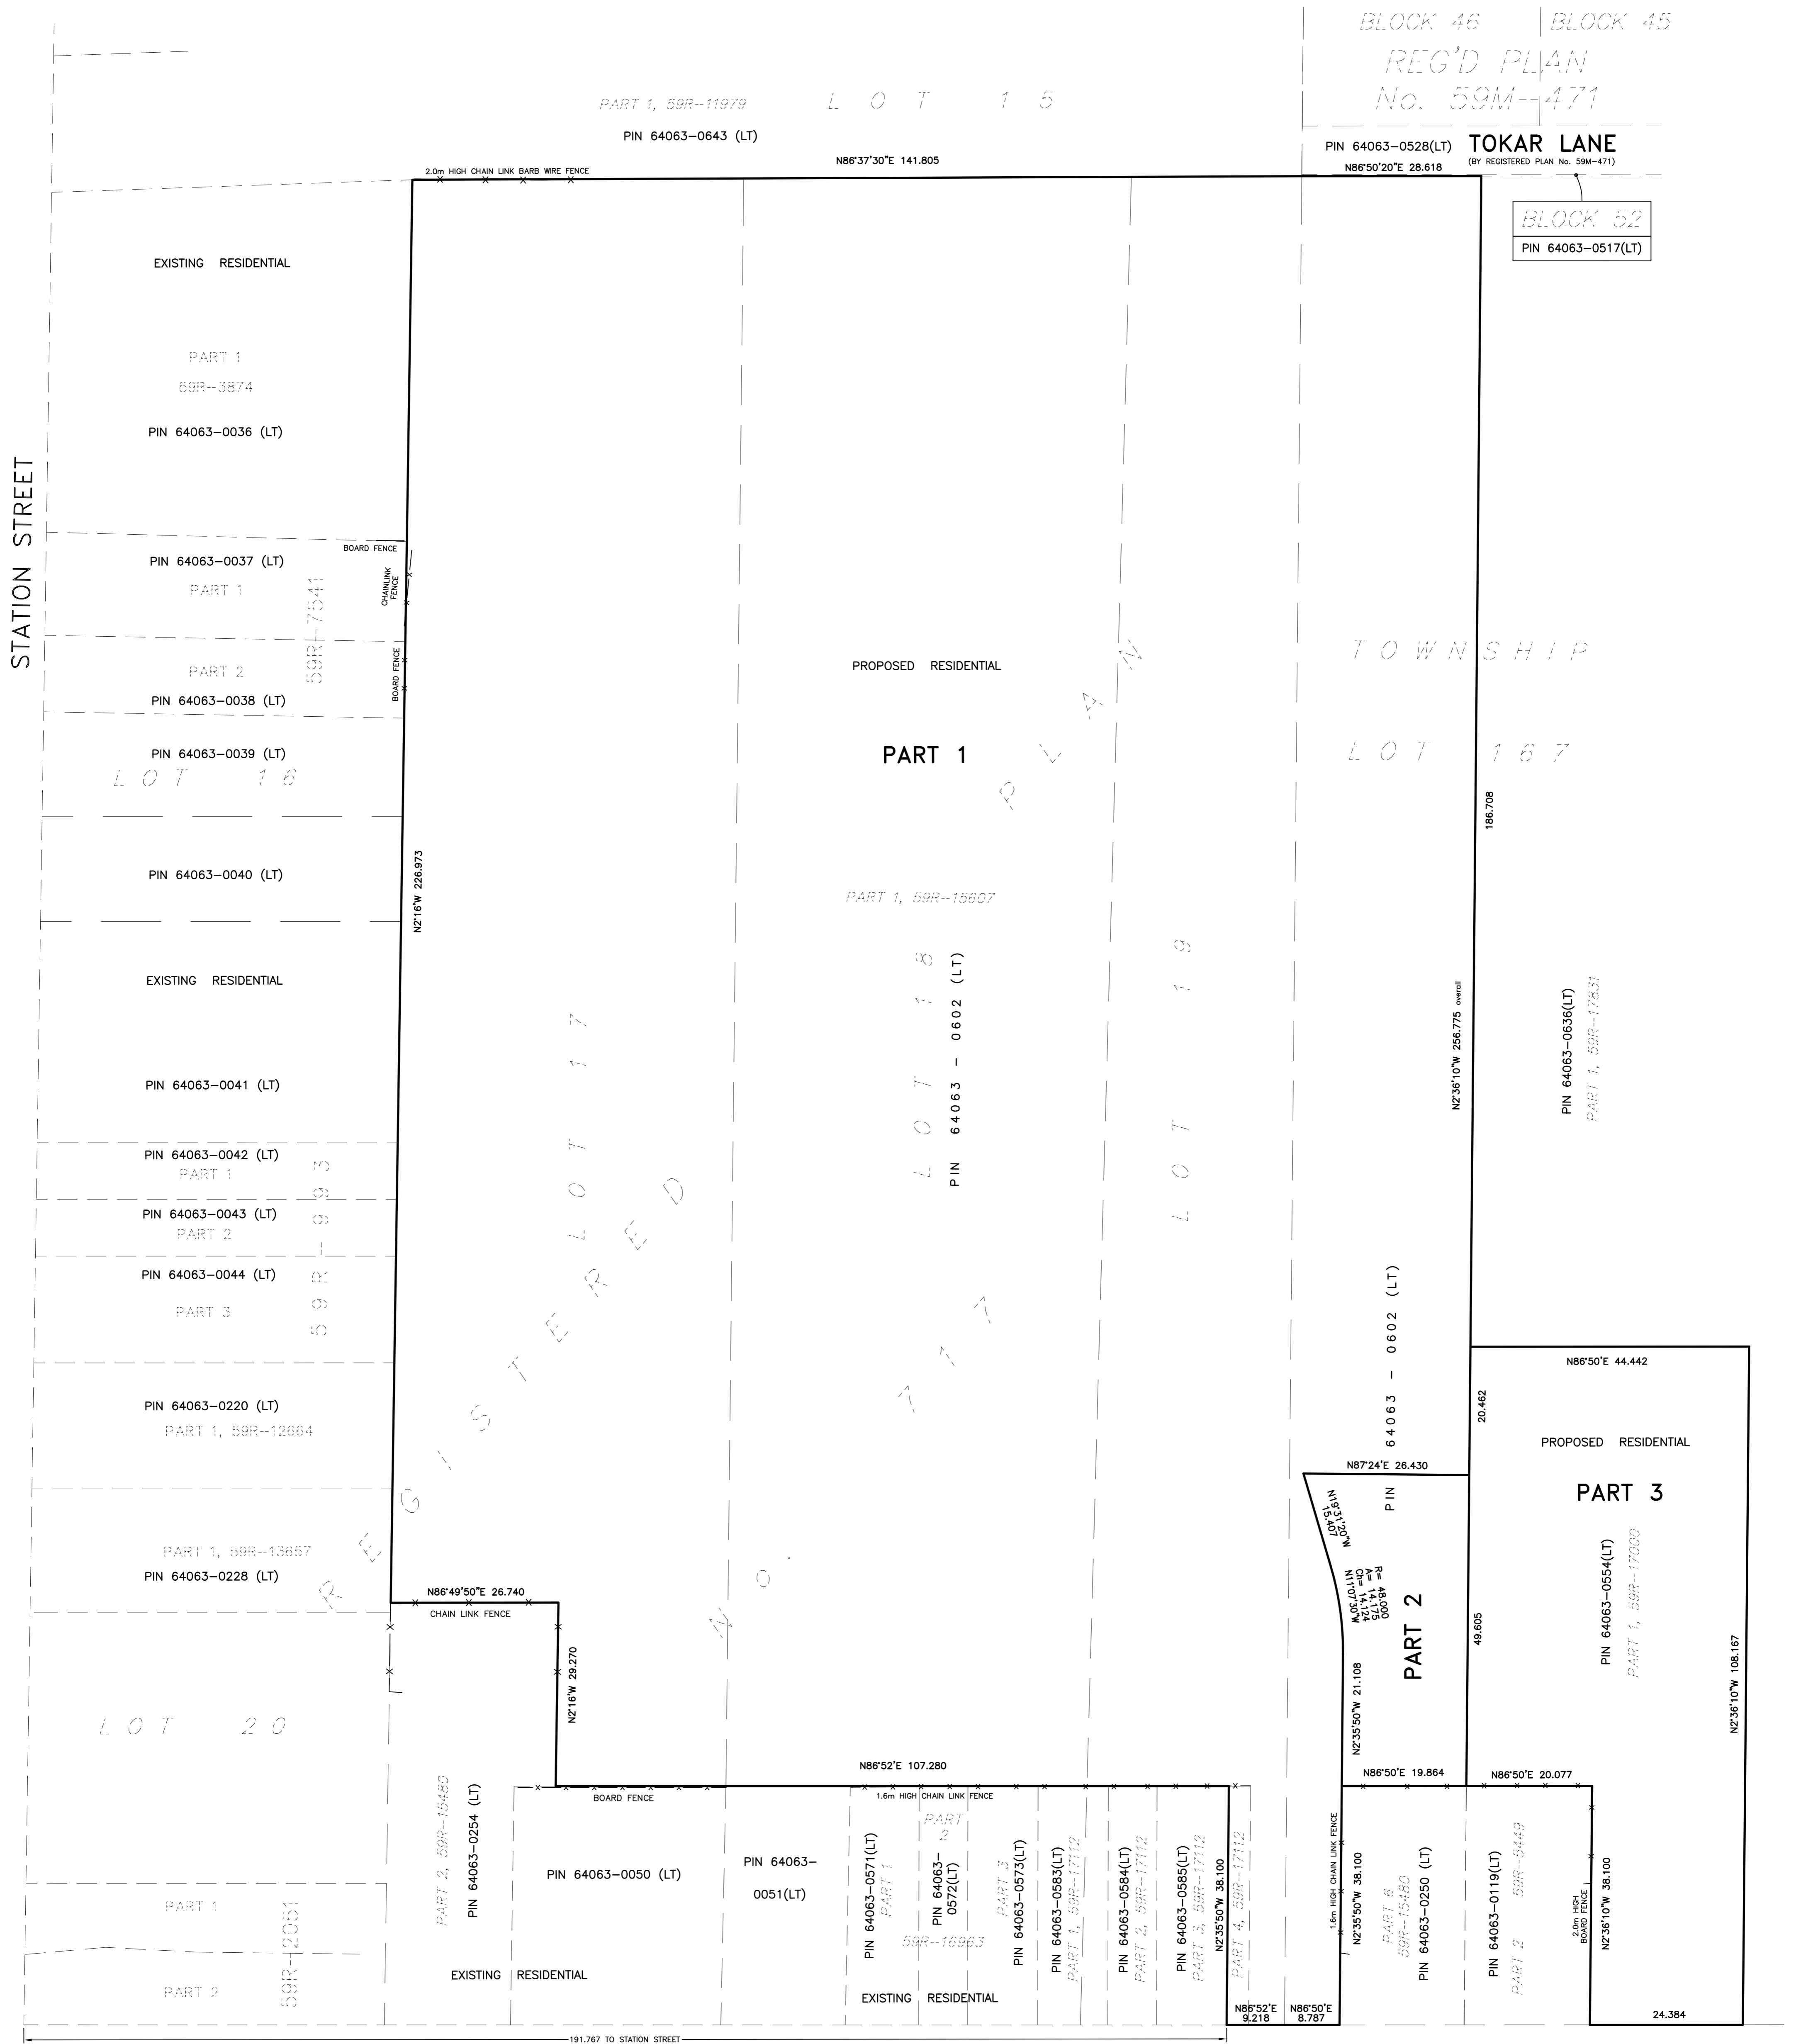 BLOCK 46
BLOCK 45
REG'D PLAN
No. 59M-471
PART 1, 59R-11979
LOT 15
PIN 64063-0643 (LT)
PIN 64063-0528(LT)
TOKAR LANE
(BY REGISTERED PLAN No. 59M-471)
N86°37'30"E 141.805
N86°50'20"E 28.618
2.0m HIGH CHAIN LINK BARB WIRE FENCE
BLOCK 52
PIN 64063-0517(LT)
STATION STREET
EXISTING RESIDENTIAL
PART 1
59R-3874
PIN 64063-0036 (LT)
BOARD FENCE
PIN 64063-0037 (LT)
PART 1
CHAINLINK
FENCE
59R-7541
PART 2
BOARD FENCE
PIN 64063-0038 (LT)
PIN 64063-0039 (LT)
LOT 16
PIN 64063-0040 (LT)
N2°16'W 226.973
EXISTING RESIDENTIAL
PIN 64063-0041 (LT)
PIN 64063-0042 (LT)
PART 1
PIN 64063-0043 (LT)
PART 2
PIN 64063-0044 (LT)
PART 3
PIN 64063-0220 (LT)
PART 1, 59R-12664
PART 1, 59R-13657
PIN 64063-0228 (LT)
LOT 20
PART 1
59R-2051
PART 2
PROPOSED RESIDENTIAL
PART 1
PART 1, 59R-15607
LOT 17
LOT 18
PIN 64063 - 0602 (LT)
LOT 19
REGISTERED PLAN
No. 717
TOWNSHIP
LOT 167
186.708
N2°36'10"W 256.775 overall
PIN 64063-0636(LT)
PART 1, 59R-17831
PIN 64063 - 0602 (LT)
N86°50'E 44.442
20.462
PROPOSED RESIDENTIAL
PART 3
PIN 64063-0554(LT)
PART 1, 59R-17000
N2°36'10"W 108.167
N87°24'E 26.430
N19°31'20"W
15.407
R= 48.000
A= 14.175
Ch= 14.124
N11°07'30"W
PART 2
49.605
N2°35'50"W 21.108
N86°49'50"E 26.740
CHAIN LINK FENCE
N2°16'W 29.270
N86°52'E 107.280
BOARD FENCE
1.6m HIGH CHAIN LINK FENCE
N86°50'E 19.864
N86°50'E 20.077
PART 2, 59R-15480
PIN 64063-0254 (LT)
PIN 64063-0050 (LT)
PIN 64063-
0051(LT)
PIN 64063-0571(LT)
PART 1
PART
2
PIN 64063-
0572(LT)
59R-16963
PART 3
PIN 64063-0573(LT)
PIN 64063-0583(LT)
PART 1, 59R-17112
PIN 64063-0584(LT)
PART 2, 59R-17112
PIN 64063-0585(LT)
PART 3, 59R-17112
N2°35'50"W 38.100
PART 4, 59R-17112
1.6m HIGH CHAIN LINK FENCE
N2°35'50"W 38.100
PART 6
59R-15480
PIN 64063-0250 (LT)
PIN 64063-0119(LT)
PART 2 59R-5449
2.0m HIGH
BOARD FENCE
N2°36'10"W 38.100
EXISTING RESIDENTIAL
EXISTING RESIDENTIAL
N86°52'E
9.218
N86°50'E
8.787
24.384
191.767 TO STATION STREET